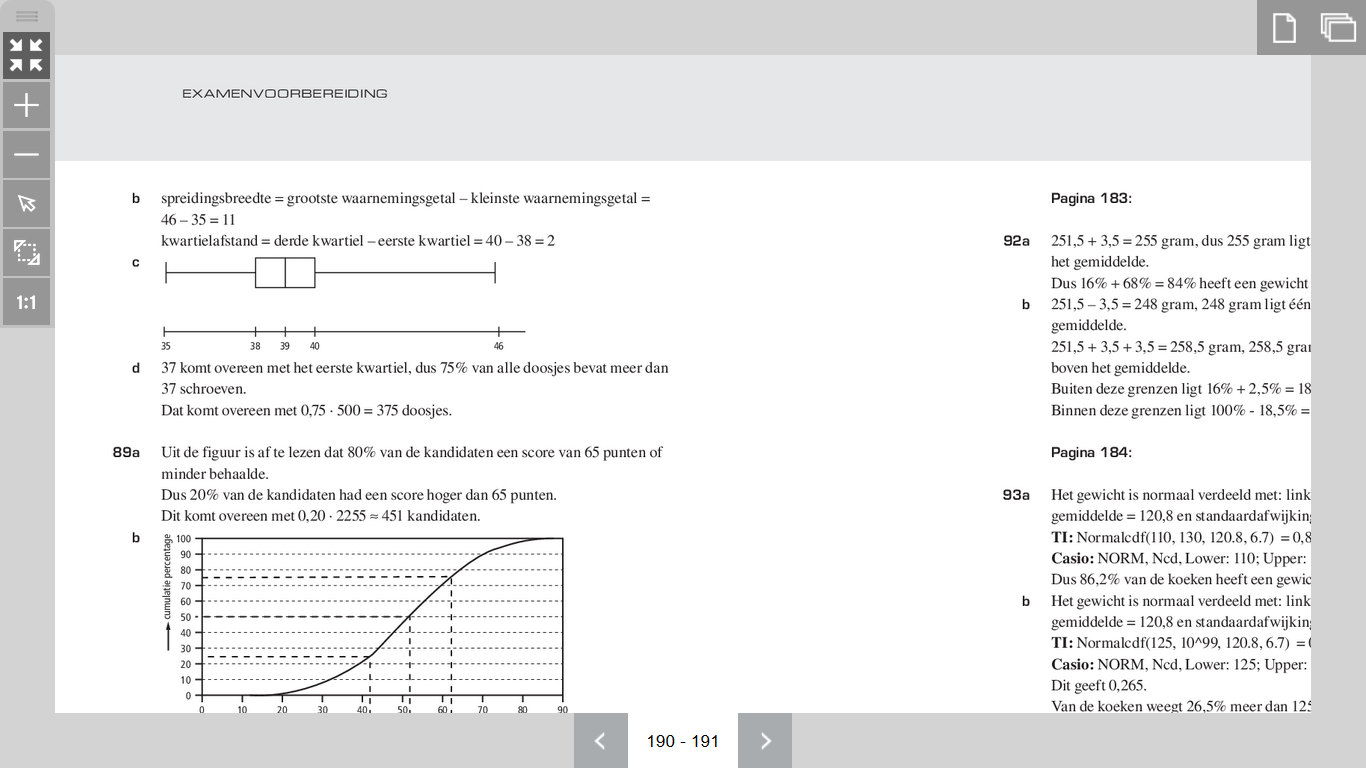 EXAMENVOORBEREIDING
b spreidingsbreedte = grootste waarnemingsgetal – kleinste waarnemingsgetal =
46 – 35 = 11
kwartielafstand = derde kwartiel – eerste kwartiel = 40 – 38 = 2
c
35 38 39 40 46
d 37 komt overeen met het eerste kwartiel, dus 75% van alle doosjes bevat meer dan
37 schroeven.
Dat komt overeen met 0,75 · 500 = 375 doosjes.
89a Uit de figuur is af te lezen dat 80% van de kandidaten een score van 65 punten of
minder behaalde.
Dus 20% van de kandidaten had een score hoger dan 65 punten.
Dit komt overeen met 0,20 · 2255 ≈ 451 kandidaten.
b
cumulatie percentage
100
90
80
70
60
50
40
30
20
10
0
0 10 20 30 40 50 60 70 80 90
Pagina 183:
92a 251,5 + 3,5 = 255 gram, dus 255 gram ligt
het gemiddelde.
Dus 16% + 68% = 84% heeft een gewicht
b 251,5 – 3,5 = 248 gram, 248 gram ligt één
gemiddelde.
251,5 + 3,5 + 3,5 = 258,5 gram, 258,5 gra
boven het gemiddelde.
Buiten deze grenzen ligt 16% + 2,5% = 18
Binnen deze grenzen ligt 100% - 18,5% =
Pagina 184:
93a Het gewicht is normaal verdeeld met: link
gemiddelde = 120,8 en standaardafwijking
TI: Normalcdf(110, 130, 120.8, 6.7) = 0,8
Casio: NORM, Ncd, Lower: 110; Upper:
Dus 86,2% van de koeken heeft een gewic
b Het gewicht is normaal verdeeld met: link
gemiddelde = 120,8 en standaardafwijking
TI: Normalcdf(125, 10^99, 120.8, 6.7) =
Casio: NORM, Ncd, Lower: 125; Upper:
Dit geeft 0,265.
Van de koeken weegt 26,5% meer dan 125
1:1
190 - 191